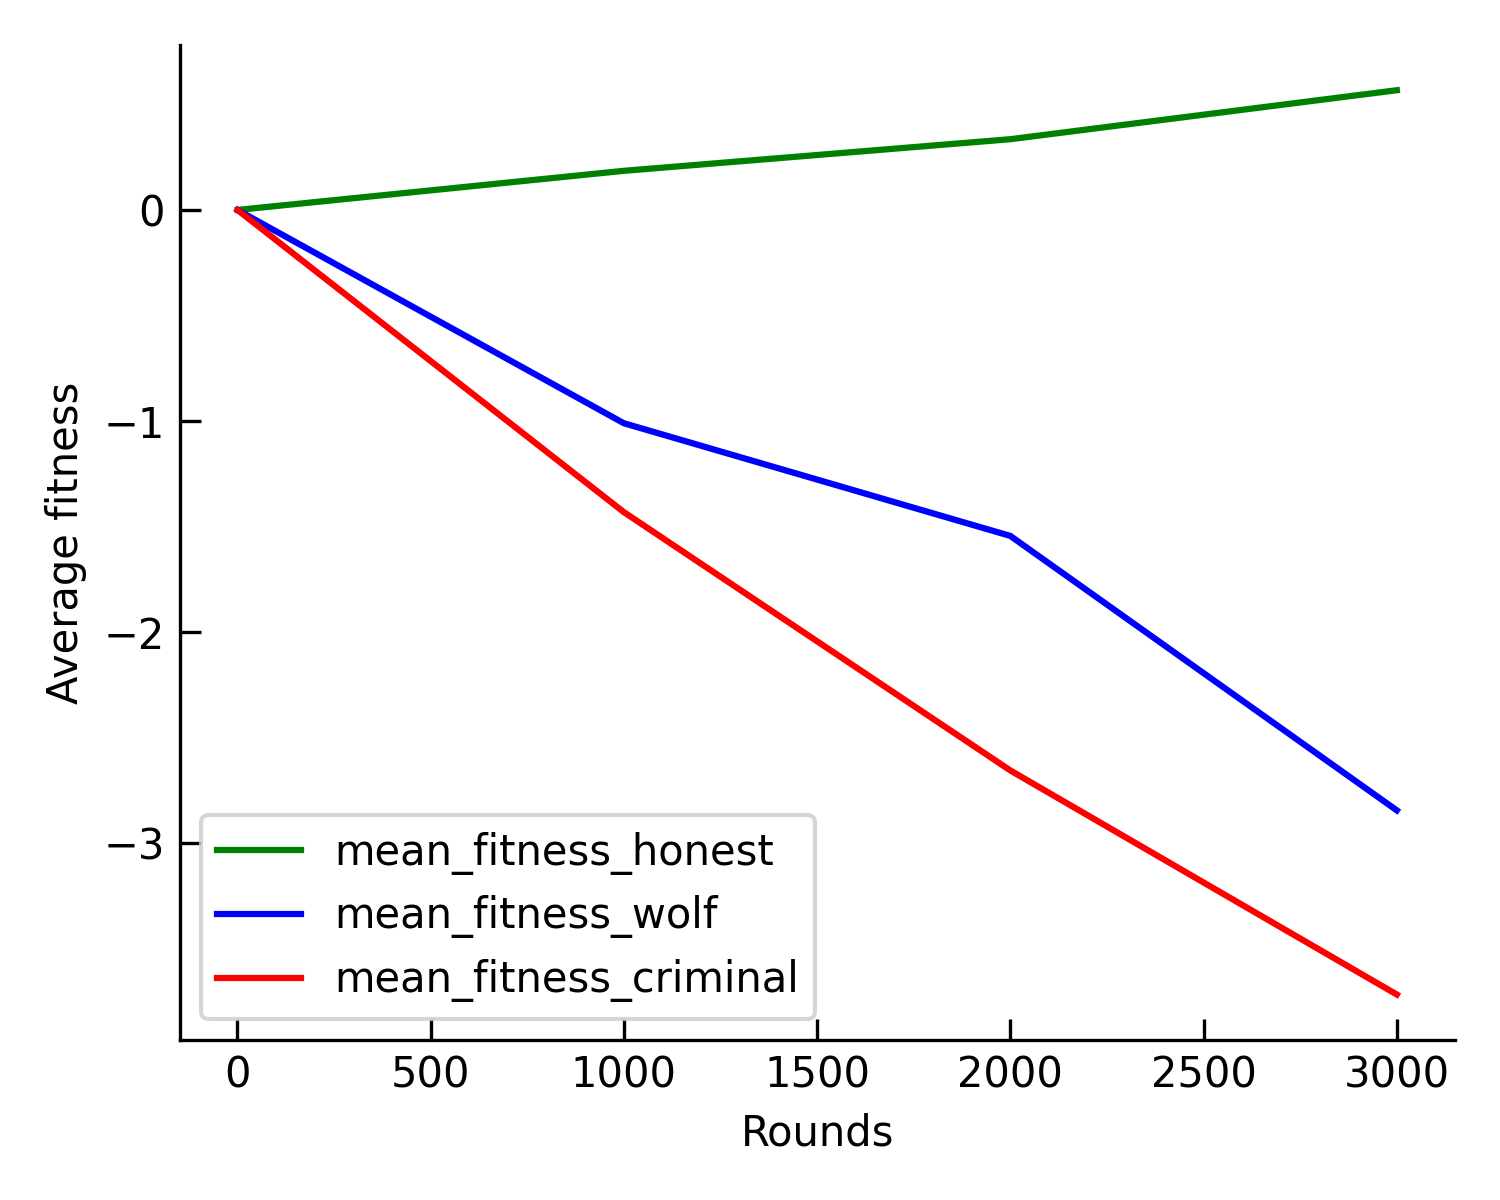 0
−1
−2
−3
Average fitness
mean_fitness_honest
mean_fitness_wolf
mean_fitness_criminal
0 500 1000 1500 2000 2500 3000
Rounds